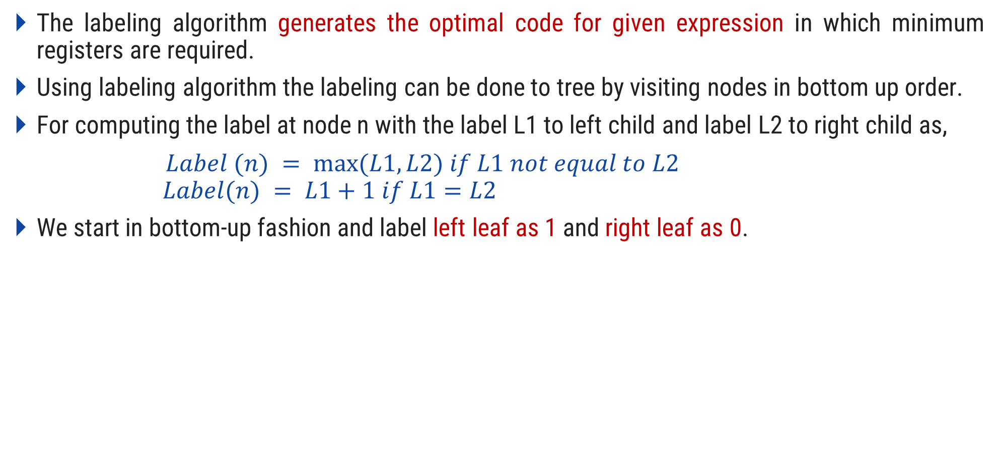 The labeling algorithm generates the optimal code for given expression in which minimum
registers are required.
Using labeling algorithm the labeling can be done to tree by visiting nodes in bottom up order.
For computing the label at node n with the label L1 to left child and label L2 to right child as,
Label (n) = max(L1, L2) if L1 not equal to L2
Label(n) = L1 + 1 if L1 = L2
We start in bottom-up fashion and label left leaf as 1 and right leaf as 0.